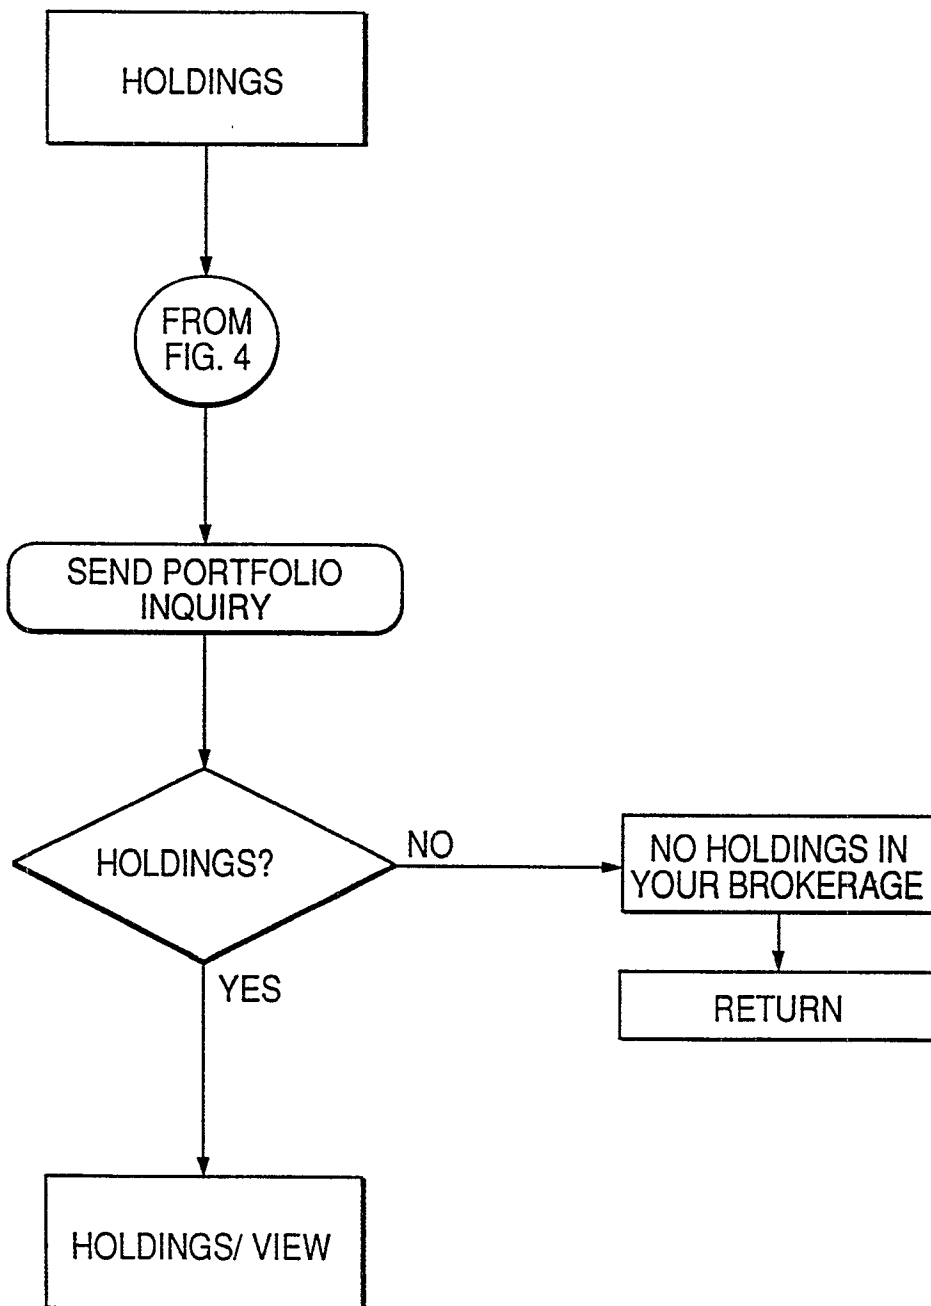 HOLDINGS
FROM
FIG. 4
SEND PORTFOLIO
INQUIRY
HOLDINGS?
NO
NO HOLDINGS IN
YOUR BROKERAGE
YES
RETURN
HOLDINGS/ VIEW